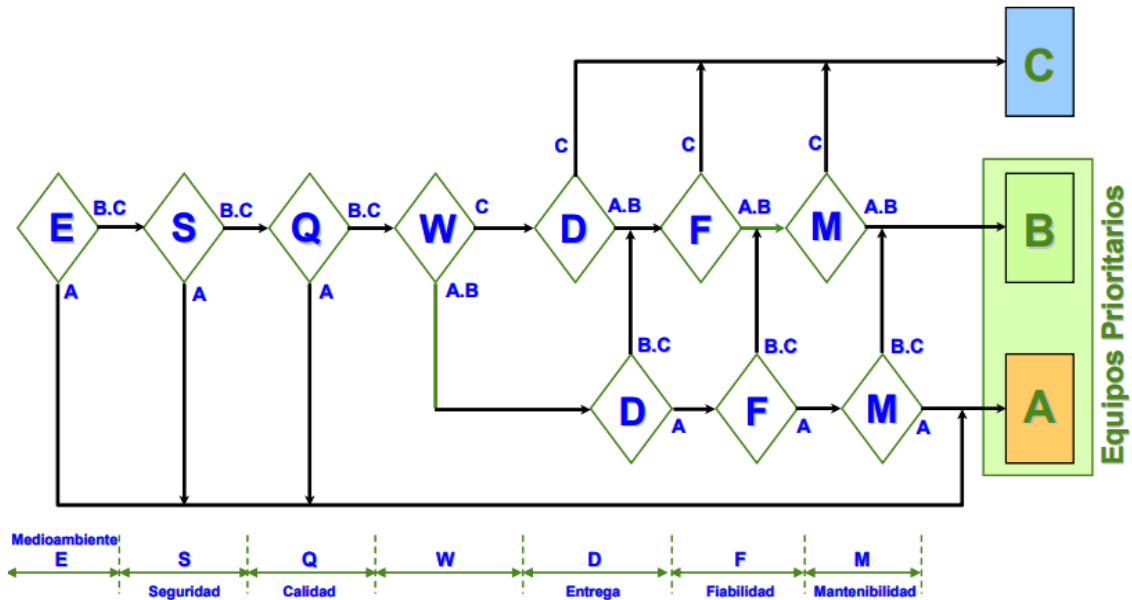 C
C
C
C
E
B.C
S
B.C
Q
B.C
W
C
D
A.B
F
A.B
M
A.B
B
A
A
A
A.B
B.C
B.C
B.C
D
A
F
A
M
A
A
Equipos Prioritarios
Medioambiente
E
S
Q
W
D
F
M
Seguridad
Calidad
Entrega
Fiabilidad
Mantenibilidad